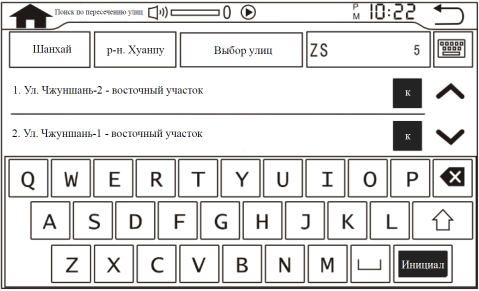 Поиск по пересечению улиц 0 PM 10:22
Шанхай р-н. Хуанпу Выбор улиц ZS 5
1. Ул. Чжуншань-2 - восточный участок к
2. Ул. Чжуншань-1 - восточный участок к
Q W E R T Y U I O P
A S D F G H J K L
Z X C V B N M Инициал